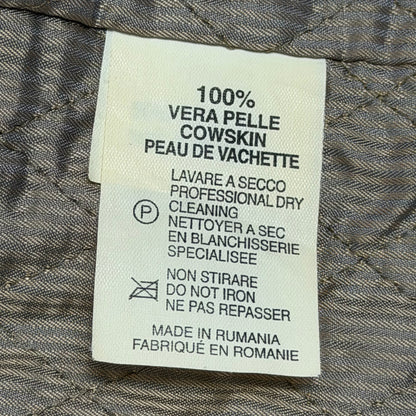 100%
VERA PELLE
COWSKIN
PEAU DE VACHETTE
LAVARE A SECCO
PROFESSIONAL DRY
CLEANING
NETTOYER A SEC
EN BLANCHISSERIE
SPECIALISEE
P
NON STIRARE
DO NOT IRON
NE PAS REPASSER
MADE IN RUMANIA
FABRIQUÉ EN ROMANIE